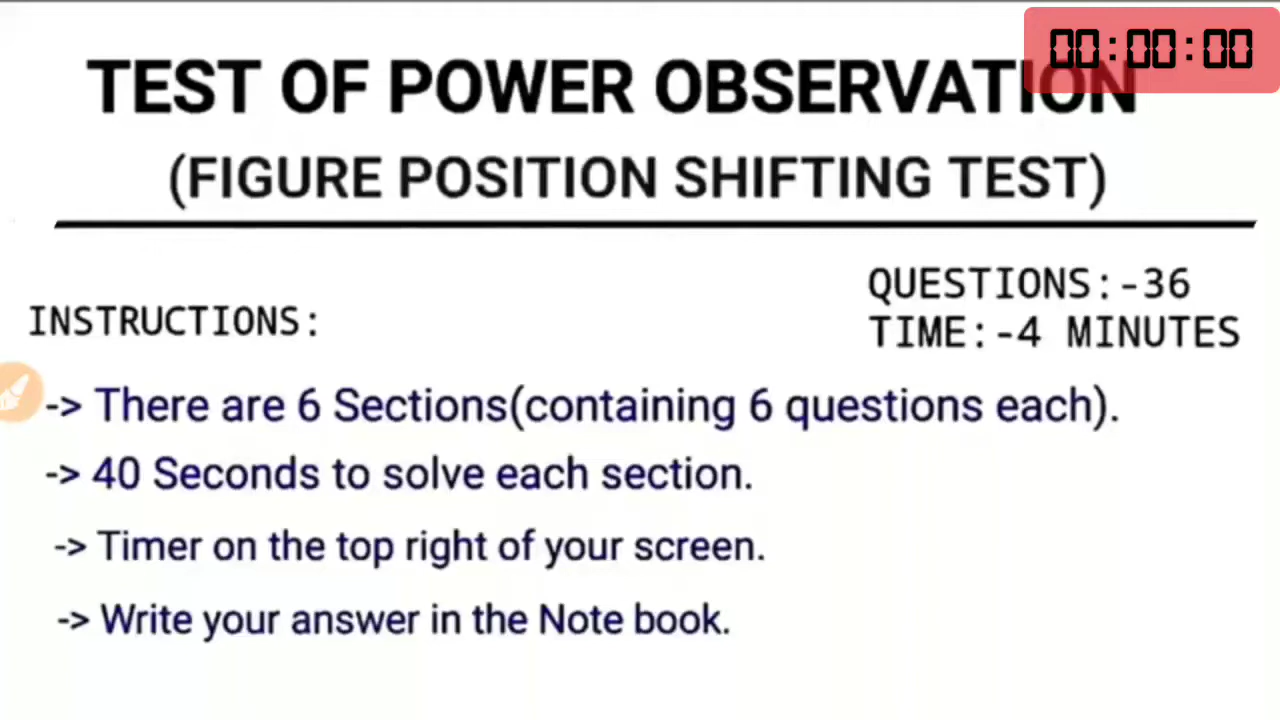 00:00:00
TEST OF POWER OBSERVATION
(FIGURE POSITION SHIFTING TEST)
QUESTIONS:-36
TIME:-4 MINUTES
INSTRUCTIONS:
-> There are 6 Sections(containing 6 questions each).
-> 40 Seconds to solve each section.
-> Timer on the top right of your screen.
-> Write your answer in the Note book.